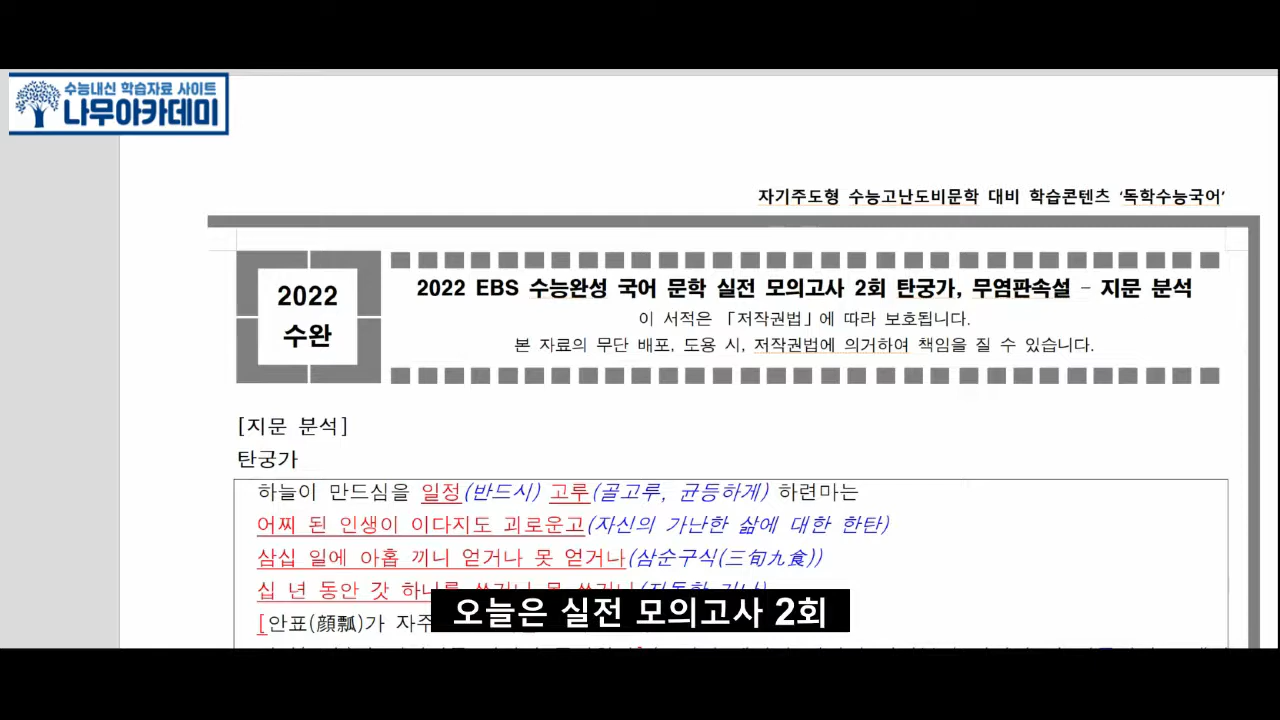 수능내신 학습자료 사이트
나무아카데미
자기주도형 수능고난도비문학 대비 학습콘텐츠 ‘독학수능국어’
2022
수완
2022 EBS 수능완성 국어 문학 실전 모의고사 2회 탄궁가, 무염판속설 - 지문 분석
이 서적은 「저작권법」에 따라 보호됩니다.
본 자료의 무단 배포, 도용 시, 저작권법에 의거하여 책임을 질 수 있습니다.
[지문 분석]
탄궁가
하늘이 만드심을 일정(반드시) 고루(골고루, 균등하게) 하련마는
어찌 된 인생이 이다지도 괴로운고(자신의 가난한 삶에 대한 한탄)
삼십 일에 아홉 끼니 얻거나 못 얻거나(삼순구식(三旬九食))
십 년 동안 갓 하나를 쓰거나 못 쓰거나
[안표(顔瓢)가 자주
오늘은 실전 모의고사 2회